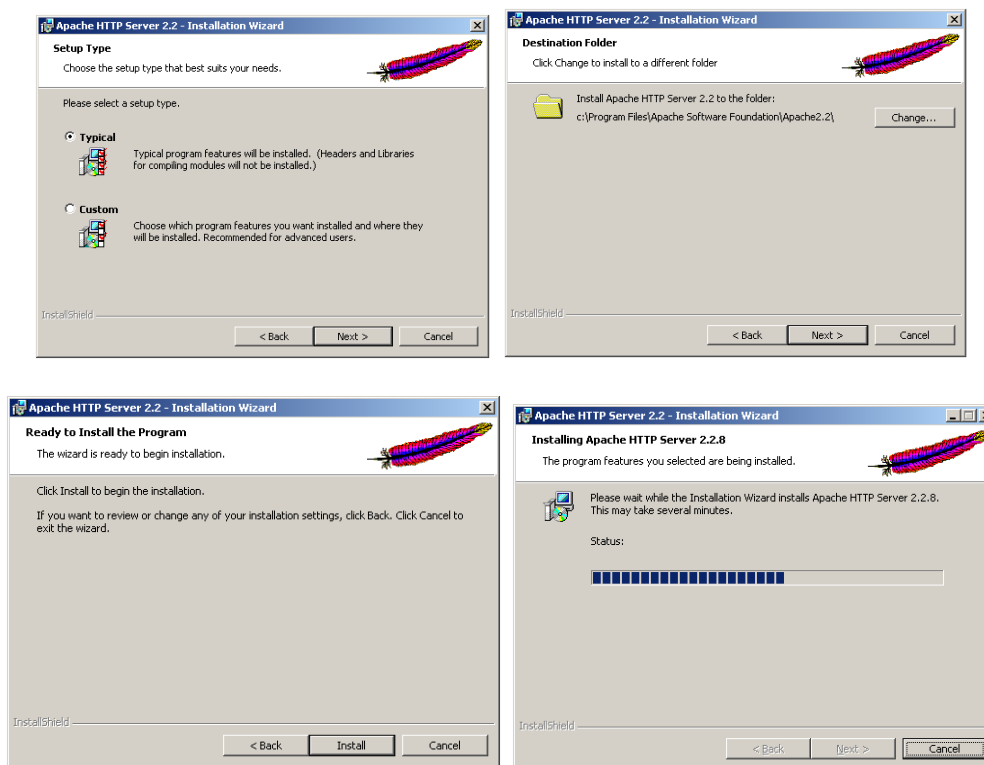 Apache HTTP Server 2.2 - Installation Wizard
Setup Type
Choose the setup type that best suits your needs.
Please select a setup type.
Typical
Typical program features will be installed. (Headers and Libraries
for compiling modules will not be installed.)
Custom
Choose which program features you want installed and where they
will be installed. Recommended for advanced users.
InstallShield
< Back
Next >
Cancel
Apache HTTP Server 2.2 - Installation Wizard
Destination Folder
Click Change to install to a different folder
Install Apache HTTP Server 2.2 to the folder:
c:\Program Files\Apache Software Foundation\Apache2.2\
Change...
InstallShield
< Back
Next >
Cancel
Apache HTTP Server 2.2 - Installation Wizard
Ready to Install the Program
The wizard is ready to begin installation.
Click Install to begin the installation.
If you want to review or change any of your installation settings, click Back. Click Cancel to
exit the wizard.
InstallShield
< Back
Install
Cancel
Apache HTTP Server 2.2 - Installation Wizard
Installing Apache HTTP Server 2.2.8
The program features you selected are being installed.
Please wait while the Installation Wizard installs Apache HTTP Server 2.2.8.
This may take several minutes.
Status:
InstallShield
< Back
Next >
Cancel